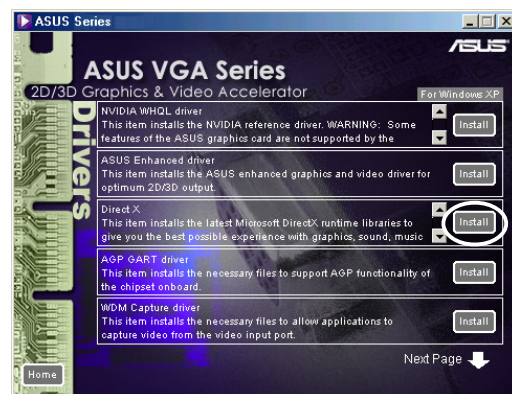 ASUS Series
ASUS
ASUS VGA Series
2D/3D Graphics & Video Accelerator
For Windows XP
Drivers
NVIDIA WHQL driver
This item installs the NVIDIA reference driver. WARNING: Some
features of the ASUS graphics card are not supported by the
Install
ASUS Enhanced driver
This item installs the ASUS enhanced graphics and video driver for
optimum 2D/3D output.
Install
Direct X
This item installs the latest Microsoft DirectX runtime libraries to
give you the best possible experience with graphics, sound, music
Install
AGP GART driver
This item installs the necessary files to support AGP functionality of
the chipset onboard.
Install
WDM Capture driver
This item installs the necessary files to allow applications to
capture video from the video input port.
Install
Next Page
Home